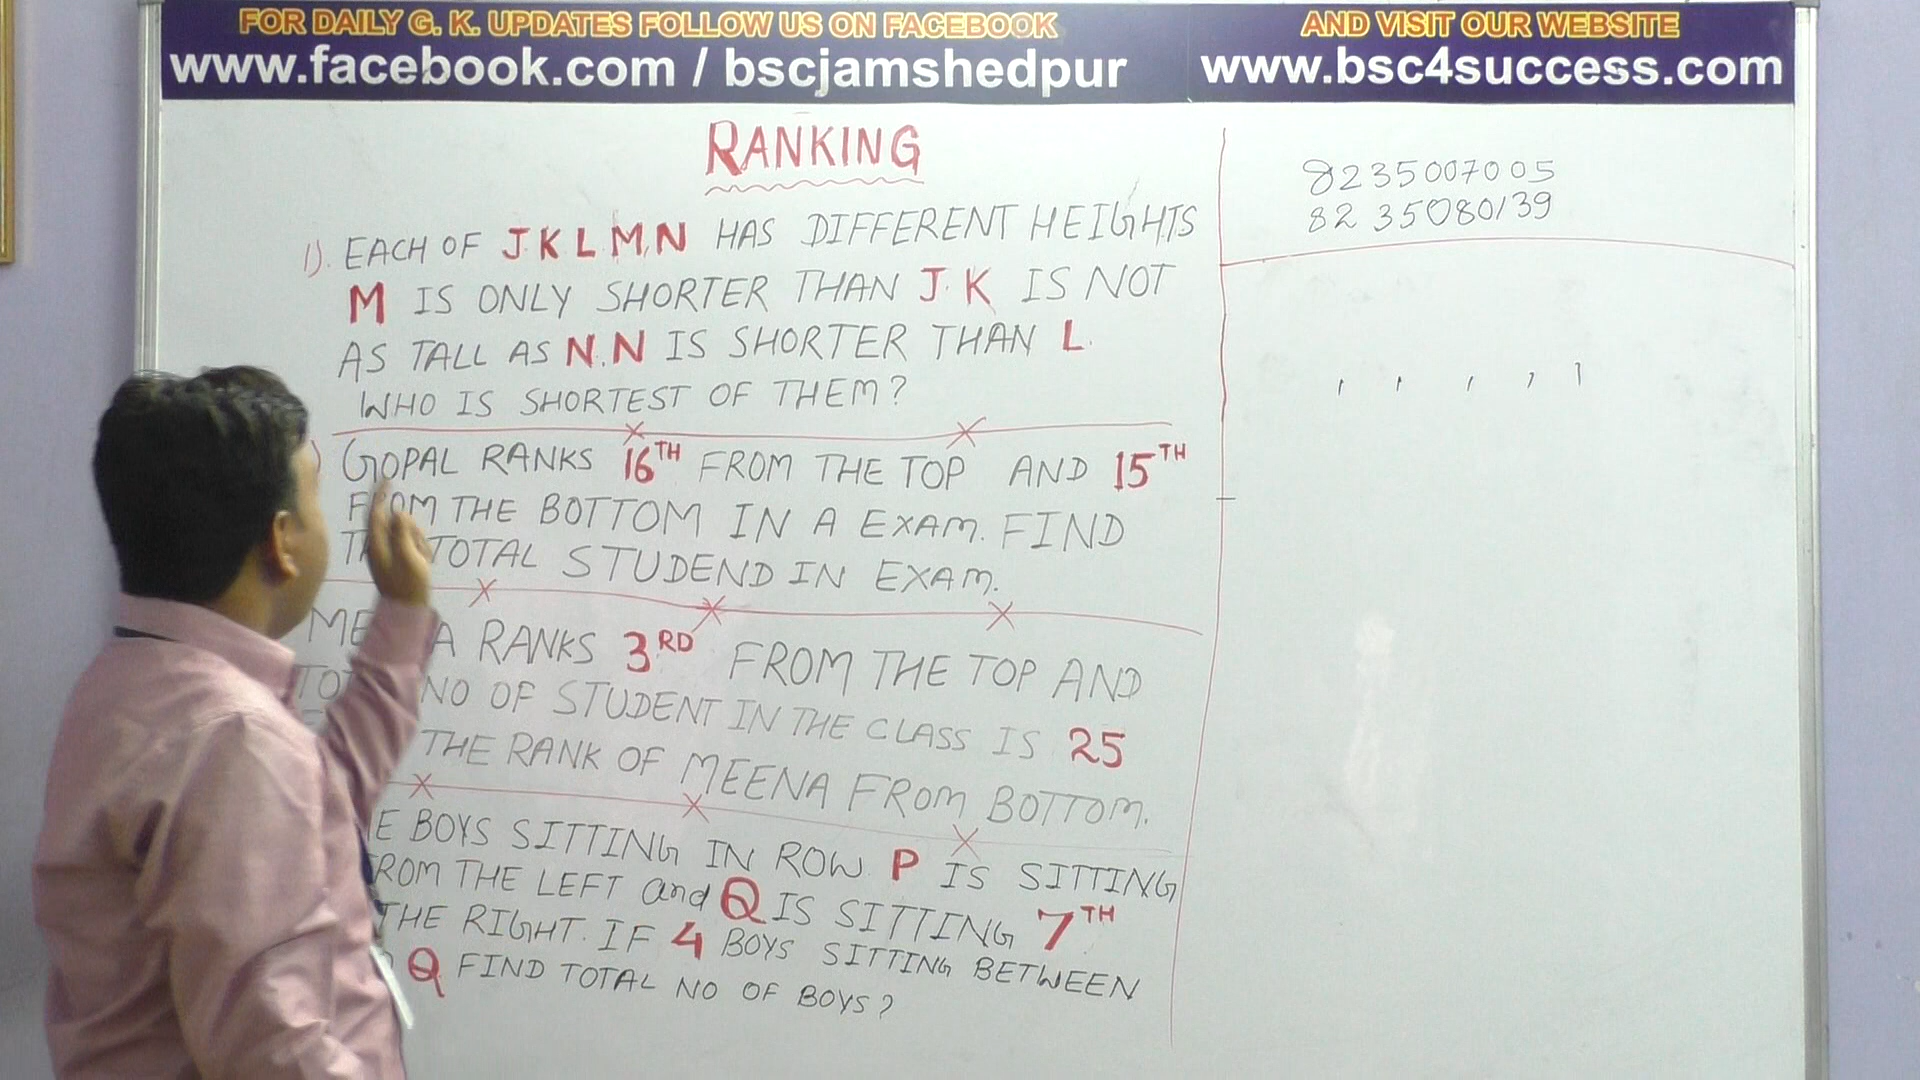 FOR DAILY G. K. UPDATES FOLLOW US ON FACEBOOK
www.facebook.com / bscjamshedpur
AND VISIT OUR WEBSITE
www.bsc4success.com
RANKING
1). EACH OF J.K L M,N HAS DIFFERENT HEIGHTS
M IS ONLY SHORTER THAN J. K IS NOT
AS TALL AS N. N IS SHORTER THAN L.
WHO IS SHORTEST OF THEM?
) GOPAL RANKS 16TH FROM THE TOP AND 15TH
FROM THE BOTTOM IN A EXAM. FIND
TOTAL STUDEND IN EXAM.
RANKS 3RD FROM THE TOP AND
NO OF STUDENT IN THE CLASS IS 25
THE RANK OF MEENA FROM BOTTOM.
BOYS SITTING IN ROW P IS SITTING
FROM THE LEFT and Q IS SITTING 7TH
THE RIGHT. IF 4 BOYS SITTING BETWEEN
Q FIND TOTAL NO OF BOYS?
8235007005
8235080139